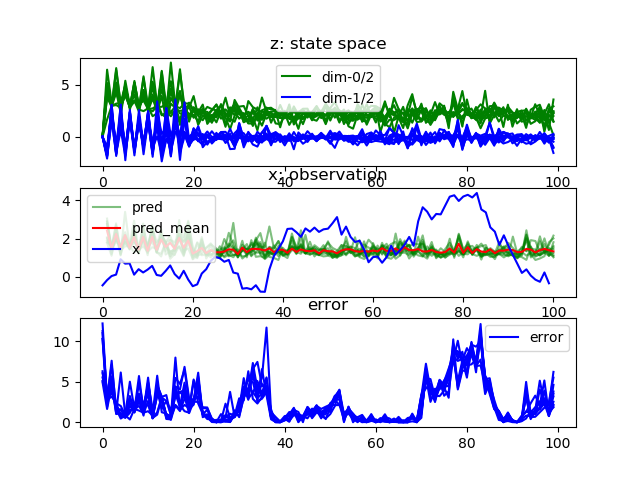 z: state space
5
0
dim-0/2
dim-1/2
0 20 40 60 80 100
x: observation
4
2
0
pred
pred_mean
x
0 20 40 60 80 100
error
10
5
0
error
0 20 40 60 80 100